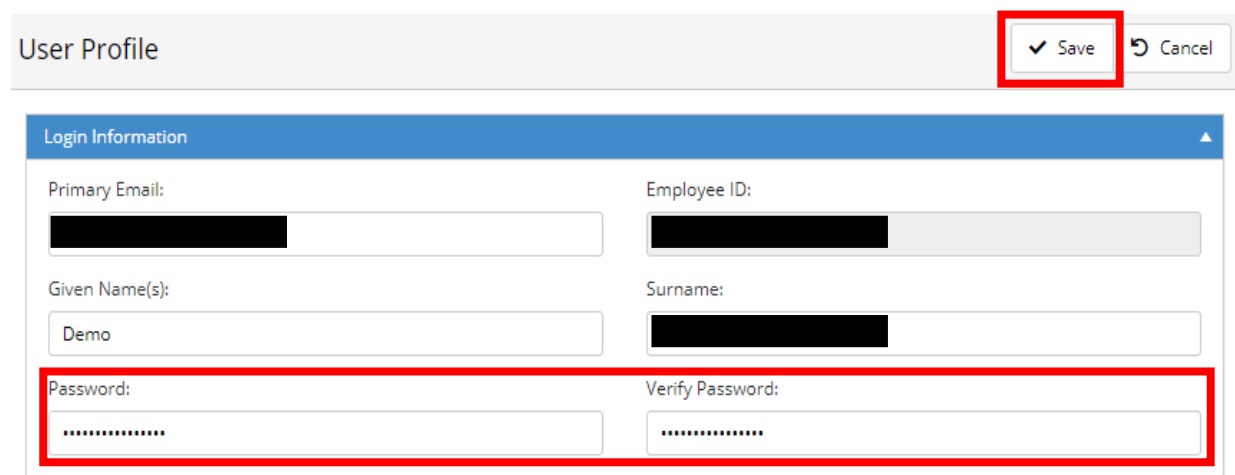 User Profile
Save
Cancel
Login Information
Primary Email:
Employee ID:
Given Name(s):
Surname:
Demo
Password:
Verify Password:
•••••••••••••••• ••••••••••••••••